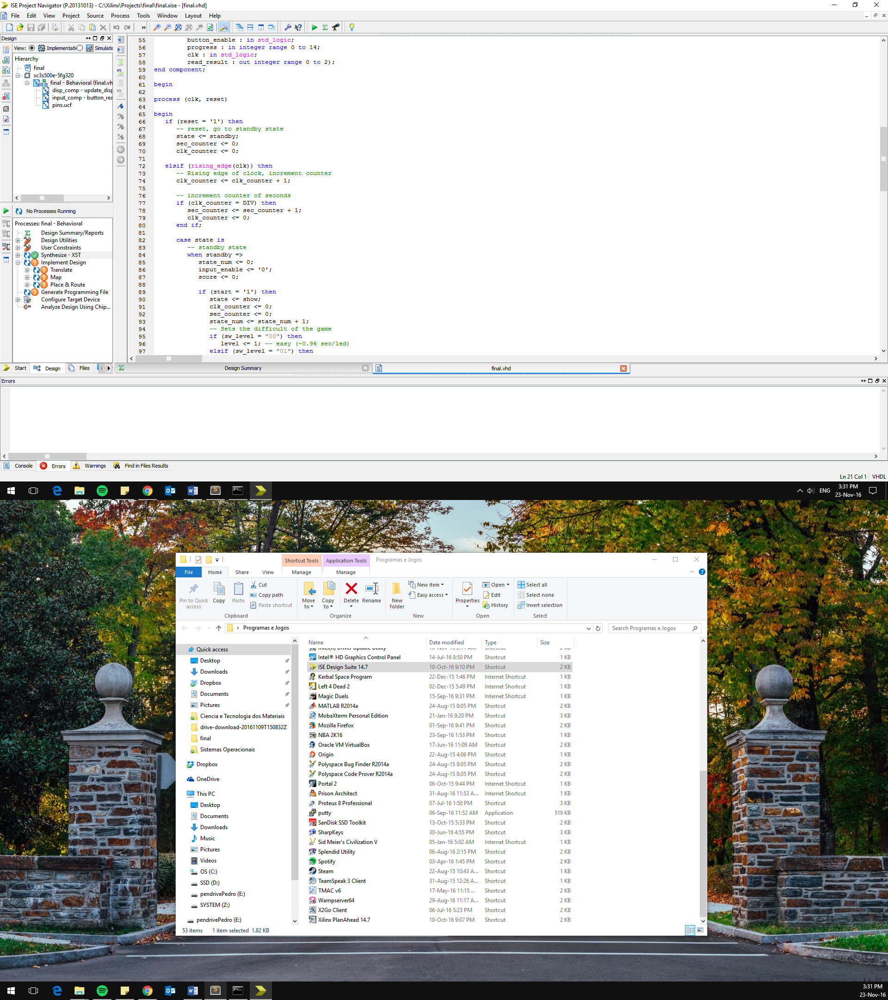 ISE Project Navigator (P.20131013) - C:\Xilinx\Projects\final\final.xise - [final.vhd]
File Edit View Project Source Process Tools Window Layout Help
Design
View: Implementati Simulatic
Hierarchy
final
xc3s500e-5fg320
final - Behavioral (final.vh
disp_comp - update_disp
input_comp - button_rea
pins.ucf
No Processes Running
Processes: final - Behavioral
Design Summary/Reports
Design Utilities
User Constraints
Synthesize - XST
Implement Design
Translate
Map
Place & Route
Generate Programming File
Configure Target Device
Analyze Design Using Chip...
Start Design Files
55 button_enable : in std_logic;
56 progress : in integer range 0 to 14;
57 clk : in std_logic;
58 read_result : out integer range 0 to 2);
59 end component;
60
61 begin
62
63 process (clk, reset)
64
65 begin
66 if (reset = '1') then
67 -- reset, go to standby state
68 state <= standby;
69 sec_counter <= 0;
70 clk_counter <= 0;
71
72 elsif (rising_edge(clk)) then
73 -- Rising edge of clock, increment counter
74 clk_counter <= clk_counter + 1;
75
76 -- increment counter of seconds
77 if (clk_counter = DIV) then
78 sec_counter <= sec_counter + 1;
79 clk_counter <= 0;
80 end if;
81
82 case state is
83 -- standby state
84 when standby =>
85 state_num <= 0;
86 input_enable <= '0';
87 score <= 0;
88
89 if (start = '1') then
90 state <= show;
91 clk_counter <= 0;
92 sec_counter <= 0;
93 state_num <= state_num + 1;
94 -- Sets the difficult of the game
95 if (sw_level = "00") then
96 level <= 1; -- easy (~0.96 sec/led)
97 elsif (sw_level = "01") then
Design Summary final.vhd
Errors
Console Errors Warnings Find in Files Results
Ln 21 Col 1 VHDL
ENG 3:31 PM
23-Nov-16
Shortcut Tools Application Tools Programas e Jogos
File Home Share View Manage Manage
Pin to Quick access Copy Paste Cut Copy path Paste shortcut
Clipboard
Move to Copy to Delete Rename
Organize
New folder New item Easy access
New
Properties Open Edit History
Open
Select all Select none Invert selection
Select
Programas e Jogos
Search Programas e Jogos
Quick access
Desktop
Downloads
Dropbox
Documents
Pictures
Ciencia e Tecnologia dos Materiais
drive-download-20161109T150832Z
final
Sistemas Operacionais
Dropbox
OneDrive
This PC
Desktop
Documents
Downloads
Music
Pictures
Videos
OS (C:)
SSD (D:)
pendrivePedro (E:)
SYSTEM (Z:)
pendrivePedro (E:)
Name Date modified Type Size
Intel(R) Driver Update Utility
Intel® HD Graphics Control Panel 14-Jul-16 8:50 PM Shortcut 1 KB
ISE Design Suite 14.7 10-Oct-16 9:10 PM Shortcut 2 KB
Kerbal Space Program 22-Dec-15 1:46 PM Internet Shortcut 1 KB
Left 4 Dead 2 02-Dec-15 5:49 PM Internet Shortcut 1 KB
Magic Duels 15-Sep-16 9:31 PM Internet Shortcut 1 KB
MATLAB R2014a 24-Aug-15 8:05 PM Shortcut 2 KB
MobaXterm Personal Edition 21-Jan-16 9:20 PM Shortcut 3 KB
Mozilla Firefox 01-Sep-16 9:41 PM Shortcut 2 KB
NBA 2K16 23-Sep-16 1:53 PM Shortcut 1 KB
Oracle VM VirtualBox 17-Jun-16 11:09 AM Shortcut 2 KB
Origin 22-Aug-15 4:06 PM Shortcut 1 KB
Polyspace Bug Finder R2014a 24-Aug-15 8:05 PM Shortcut 2 KB
Polyspace Code Prover R2014a 24-Aug-15 8:05 PM Shortcut 2 KB
Portal 2 06-Oct-15 9:44 PM Internet Shortcut 1 KB
Prison Architect 31-Aug-16 11:53 A... Internet Shortcut 1 KB
Proteus 8 Professional 07-Jul-16 1:50 PM Shortcut 3 KB
putty 06-Sep-16 11:52 AM Application 519 KB
SanDisk SSD Toolkit 13-Oct-15 5:33 PM Shortcut 2 KB
SharpKeys 30-Jun-16 4:55 PM Shortcut 3 KB
Sid Meier's Civilization V 05-Jan-16 5:02 AM Internet Shortcut 1 KB
Splendid Utility 06-Aug-16 2:15 PM Shortcut 2 KB
Spotify 03-Apr-16 1:45 PM Shortcut 2 KB
Steam 22-Aug-15 10:43 A... Shortcut 1 KB
TeamSpeak 3 Client 31-Aug-15 12:26 A... Shortcut 1 KB
TMAC v6 17-May-16 11:15 ... Shortcut 2 KB
Wampserver64 29-Aug-16 11:17 A... Shortcut 2 KB
X2Go Client 06-Jul-16 5:23 PM Shortcut 2 KB
Xilinx PlanAhead 14.7 10-Oct-16 9:07 PM Shortcut 2 KB
53 items 1 item selected 1.82 KB
3:31 PM
23-Nov-16